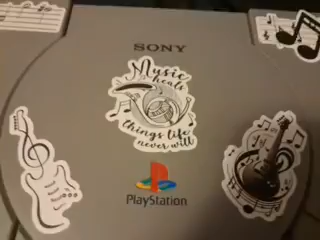 SONY
Music
heals
things life
never will
PlayStation